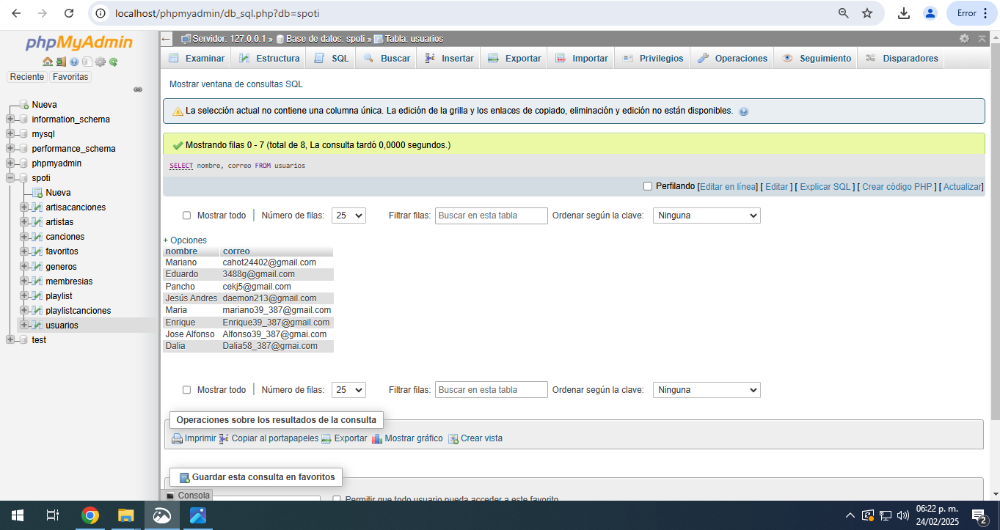 localhost/phpmyadmin/db_sql.php?db=spoti
Error
phpMyAdmin
Reciente Favoritas
Nueva
information_schema
mysql
performance_schema
phpmyadmin
spoti
Nueva
artisacanciones
artistas
canciones
favoritos
generos
membresias
playlist
playlistcanciones
usuarios
test
Servidor: 127.0.0.1 » Base de datos: spoti » Tabla: usuarios
Examinar Estructura SQL Buscar Insertar Exportar Importar Privilegios Operaciones Seguimiento Disparadores
Mostrar ventana de consultas SQL
La selección actual no contiene una columna única. La edición de la grilla y los enlaces de copiado, eliminación y edición no están disponibles.
Mostrando filas 0 - 7 (total de 8, La consulta tardó 0,0000 segundos.)
SELECT nombre, correo FROM usuarios
Perfilando [Editar en línea] [ Editar ] [ Explicar SQL ] [ Crear código PHP ] [ Actualizar]
Mostrar todo | Número de filas: 25 Filtrar filas: Buscar en esta tabla Ordenar según la clave: Ninguna
+ Opciones
nombre correo
Mariano cahot24402@gmail.com
Eduardo 3488g@gmail.com
Pancho cekj5@gmail.com
Jesús Andres daemon213@gmail.com
Maria mariano39_387@gmail.com
Enrique Enrique39_387@gmail.com
Jose Alfonso Alfonso39_387@gmai.com
Dalia Dalia58_387@gmai.com
Mostrar todo | Número de filas: 25 Filtrar filas: Buscar en esta tabla Ordenar según la clave: Ninguna
Operaciones sobre los resultados de la consulta
Imprimir Copiar al portapapeles Exportar Mostrar gráfico Crear vista
Guardar esta consulta en favoritos
Consola
Permitir que todo usuario pueda acceder a este favorito
06:22 p. m.
24/02/2025
2